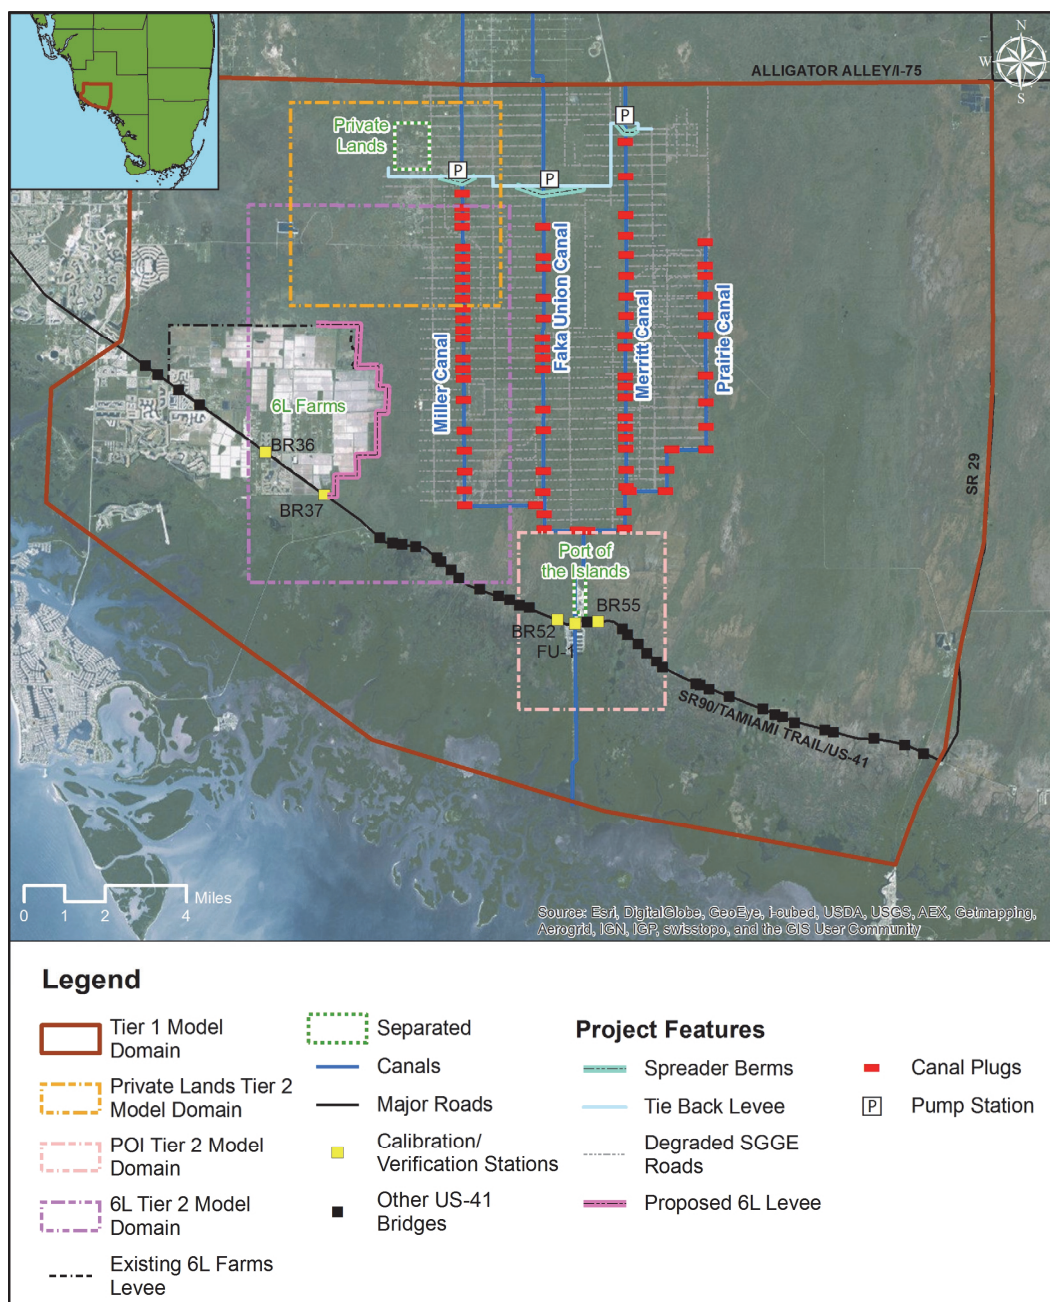 N
W
E
S
ALLIGATOR ALLEY/I-75
Private
Lands
P
P
P
Miller Canal
Faka Union Canal
Merritt Canal
Prairie Canal
6L Farms
BR36
BR37
SR 29
Port of
the Islands
BR52
BR55
FU-1
SR90/TAMIAMI TRAIL/US-41
Miles
0 1 2 4
Source: Esri, DigitalGlobe, GeoEye, i-cubed, USDA, USGS, AEX, Getmapping,
Aerogrid, IGN, IGP, swisstopo, and the GIS User Community
Legend
Tier 1 Model
Domain
Private Lands Tier 2
Model Domain
POI Tier 2 Model
Domain
6L Tier 2 Model
Domain
Existing 6L Farms
Levee
Separated
Canals
Major Roads
Calibration/
Verification Stations
Other US-41
Bridges
Project Features
Spreader Berms
Tie Back Levee
Degraded SGGE
Roads
Proposed 6L Levee
Canal Plugs
P
Pump Station